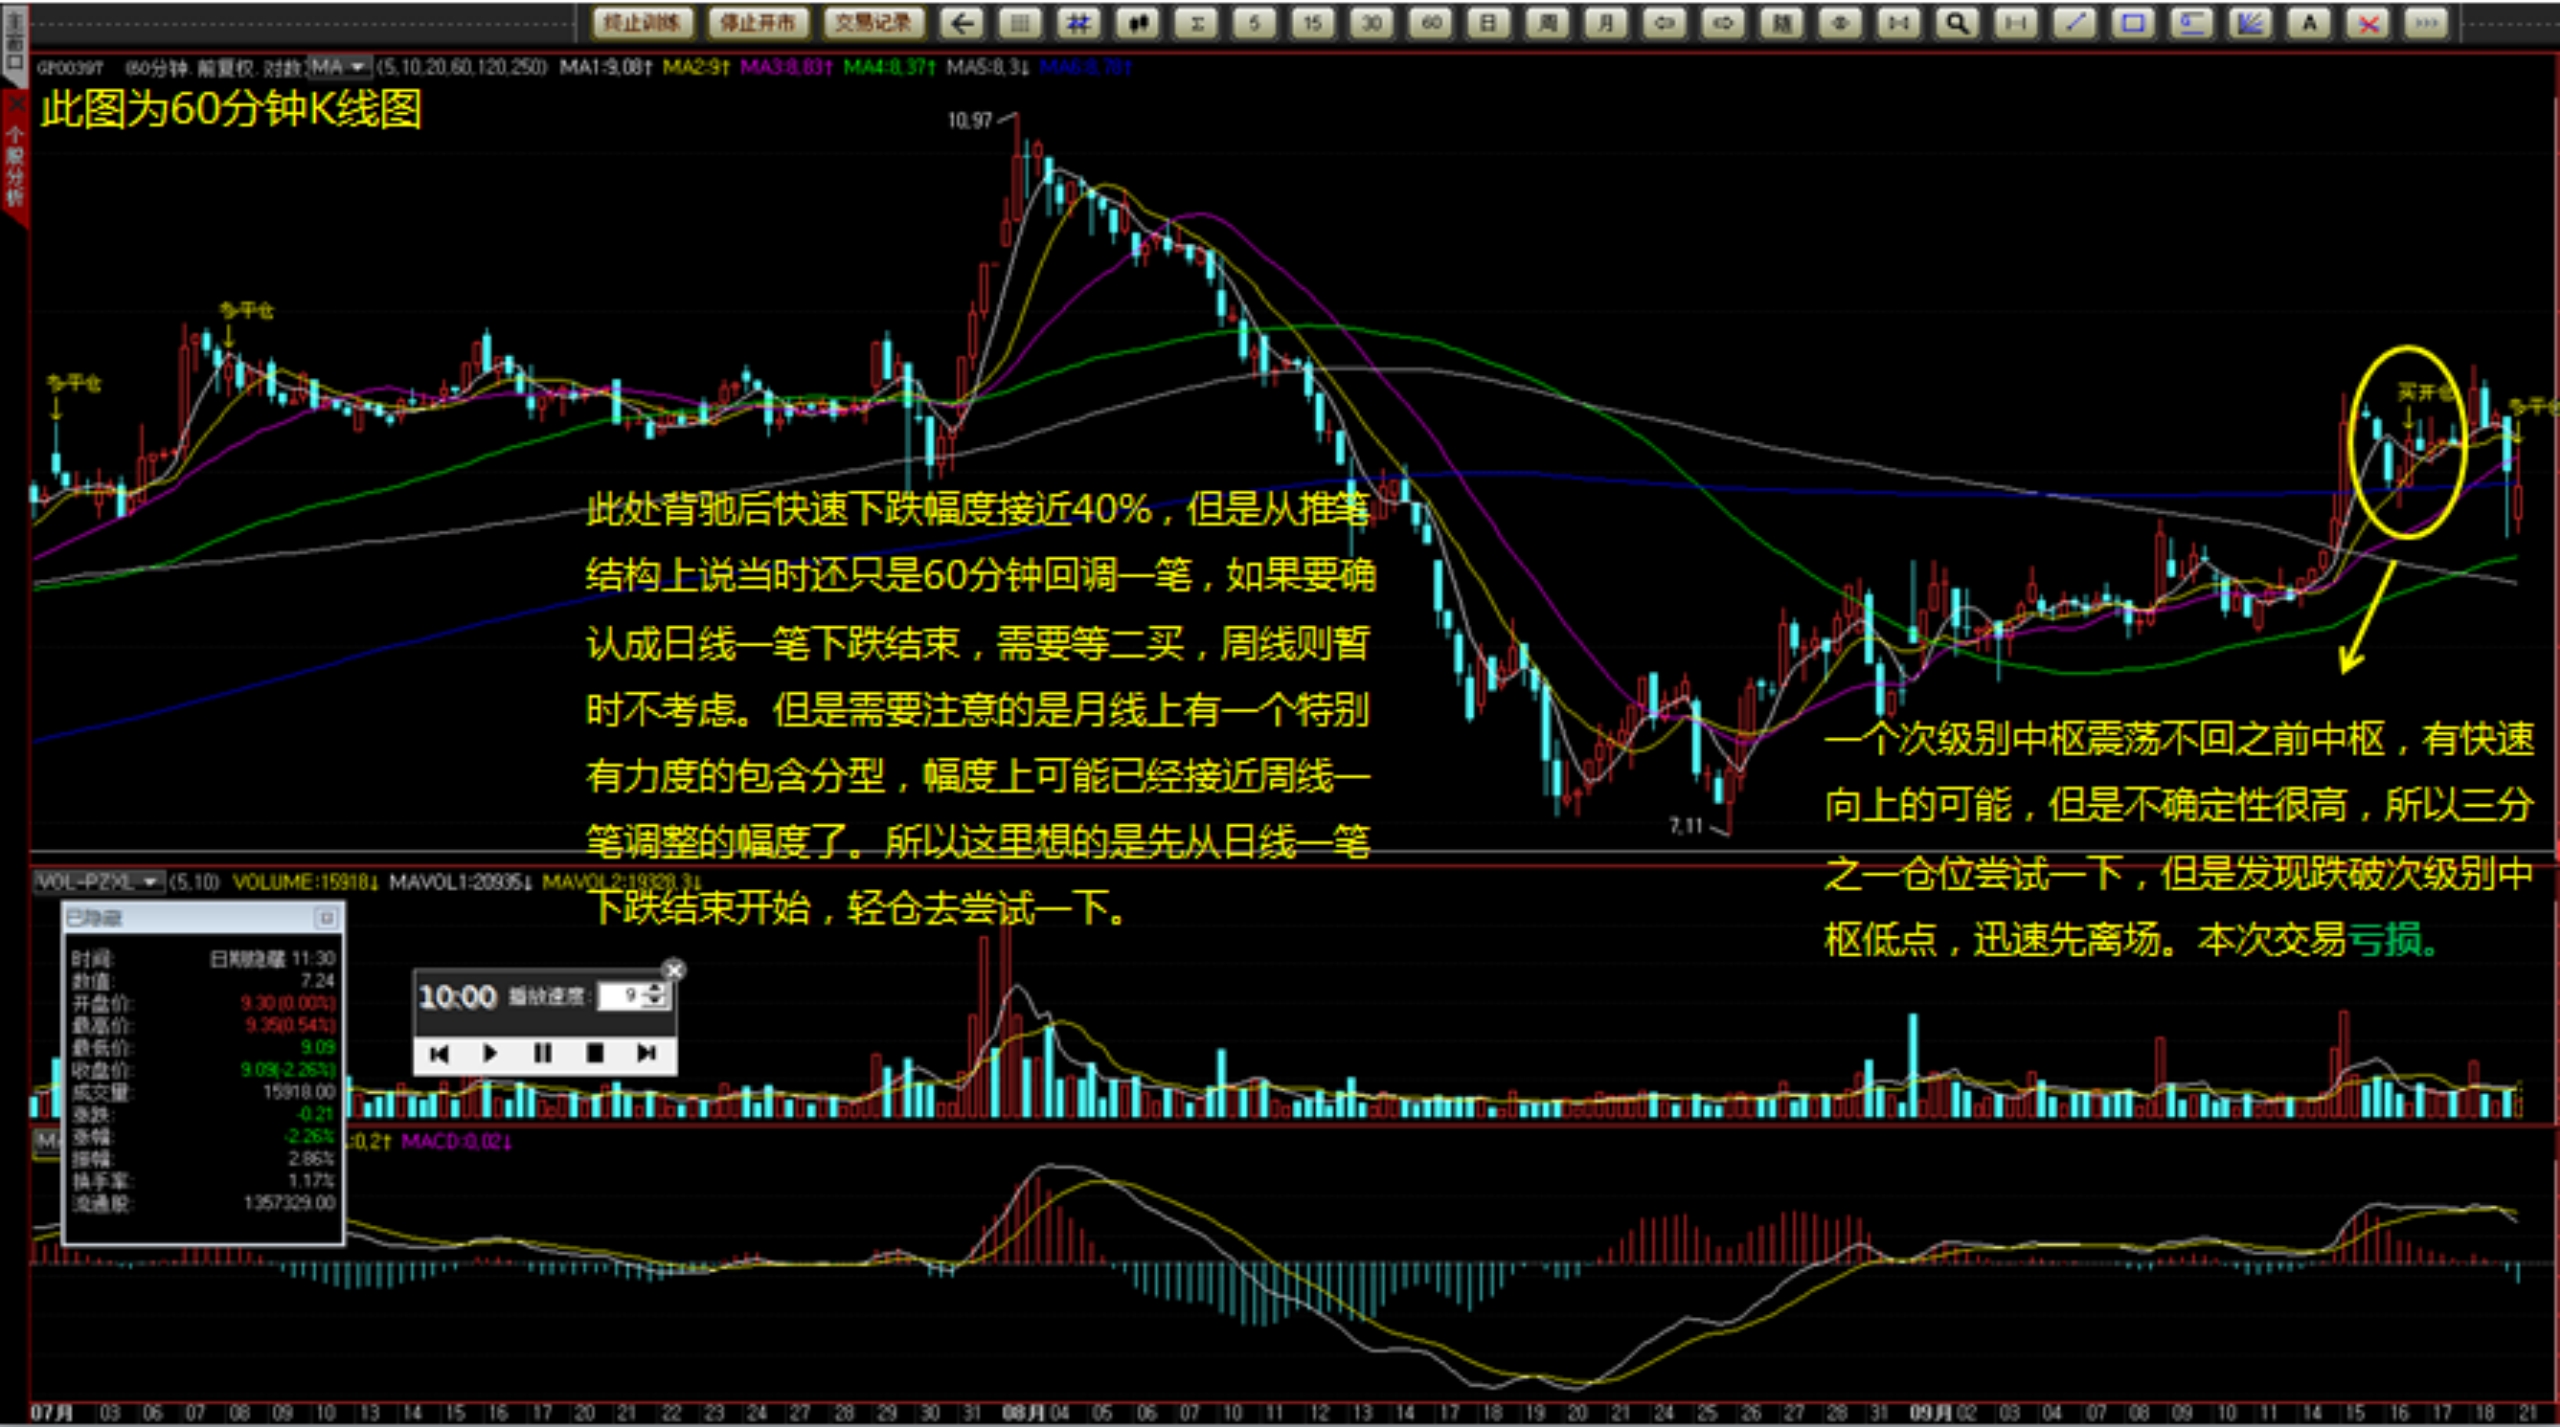 主窗口
终止训练 停止开市 交易记录 Σ 5 15 30 60 日 周 月 随 A
个股分析
GP0039T (60分钟. 前复权. 对数) MA (5,10,20,60,120,250) MA1:9.08↑ MA2:9↑ MA3:8.83↑ MA4:8.37↑ MA5:8.3↓ MA6:8.78↑
此图为60分钟K线图
10.97
多平仓
多平仓
买开仓
多平仓
此处背驰后快速下跌幅度接近40%，但是从推笔
结构上说当时还只是60分钟回调一笔，如果要确
认成日线一笔下跌结束，需要等二买，周线则暂
时不考虑。但是需要注意的是月线上有一个特别
有力度的包含分型，幅度上可能已经接近周线一
笔调整的幅度了。所以这里想的是先从日线一笔
下跌结束开始，轻仓去尝试一下。
7.11
一个次级别中枢震荡不回之前中枢，有快速
向上的可能，但是不确定性很高，所以三分
之一仓位尝试一下，但是发现跌破次级别中
枢低点，迅速先离场。本次交易亏损。
VOL-PZXL (5,10) VOLUME:15918↓ MAVOL1:20935↓ MAVOL2:19328.3↓
已隐藏
时间: 日期隐藏 11:30
数值: 7.24
开盘价: 9.30(0.00%)
最高价: 9.35(0.54%)
最低价: 9.09
收盘价: 9.09(-2.26%)
成交量: 15918.00
涨跌: -0.21
涨幅: -2.26%
振幅: 2.86%
换手率: 1.17%
流通股: 1357329.00
10:00 播放速度: 9
:0.2↑ MACD:0.02↓
07月 03 06 07 08 09 10 13 14 15 16 17 20 21 22 23 24 27 28 29 30 31 08月 04 05 06 07 10 11 12 13 14 17 18 19 20 21 24 25 26 27 28 31 09月 02 03 04 07 08 09 10 11 14 15 16 17 18 21